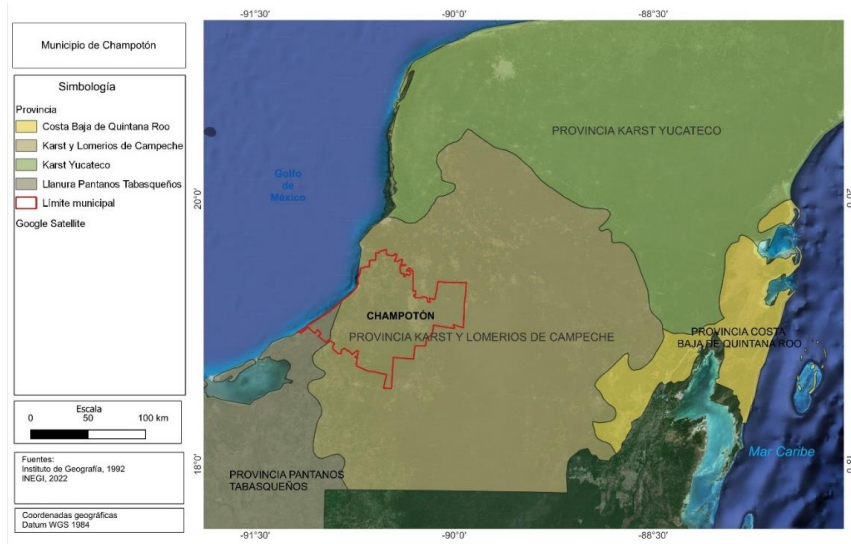 -91°30'
-90°0'
-88°30'
Municipio de Champotón
Simbología
Provincia
Costa Baja de Quintana Roo
Karst y Lomerios de Campeche
Karst Yucateco
Llanura Pantanos Tabasqueños
Límite municipal
Google Satellite
Escala
0 50 100 km
Fuentes:
Instituto de Geografía, 1992
INEGI, 2022
Coordenadas geográficas
Datum WGS 1984
PROVINCIA KARST YUCATECO
Golfo
de
México
20°0'
20°0'
CHAMPOTÓN
PROVINCIA KARST Y LOMERIOS DE CAMPECHE
PROVINCIA COSTA
BAJA DE QUINTANA ROO
Mar Caribe
PROVINCIA PANTANOS
TABASQUEÑOS
18°0'
18°0'
-91°30'
-90°0'
-88°30'